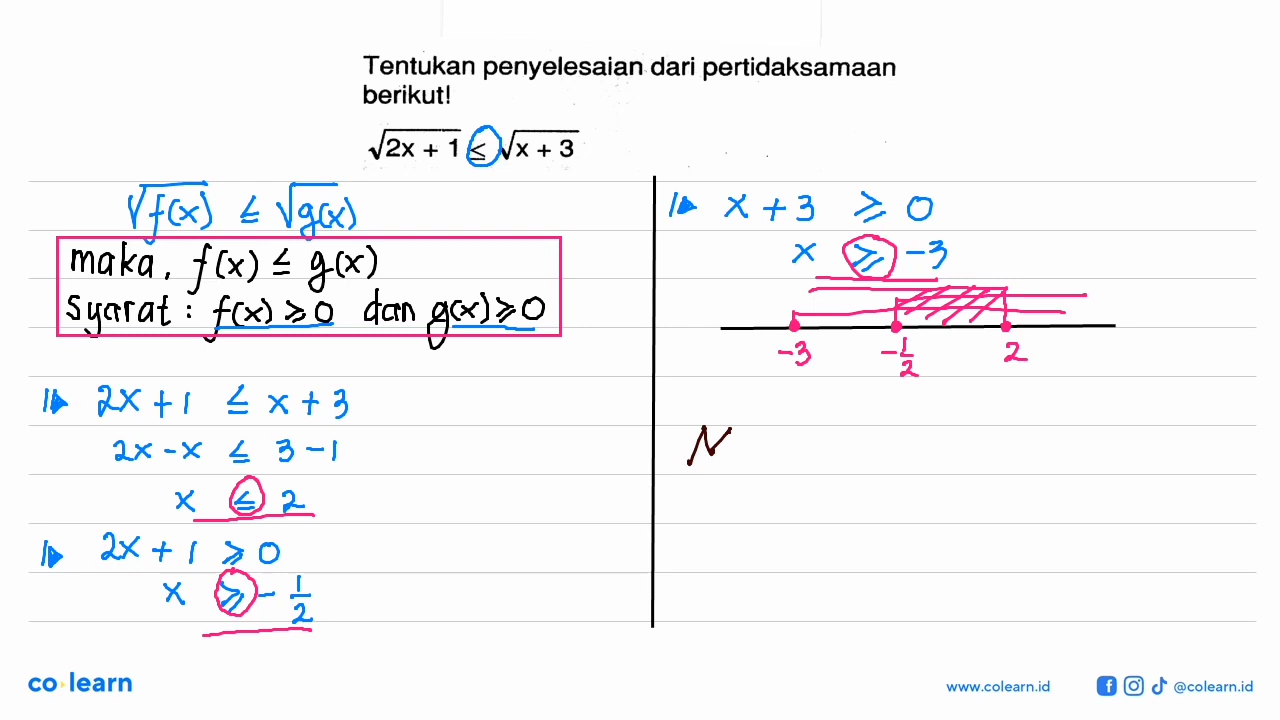 Tentukan penyelesaian dari pertidaksamaan
berikut!
√(2x + 1) ≤ √(x + 3)
√f(x) ≤ √g(x)
maka, f(x) ≤ g(x)
syarat : f(x) ≥ 0 dan g(x) ≥ 0
2x + 1 ≤ x + 3
2x - x ≤ 3 - 1
x ≤ 2
2x + 1 ≥ 0
x ≥ - 1/2
x + 3 ≥ 0
x ≥ -3
-3 -1/2 2
N
co learn
www.colearn.id @colearn.id